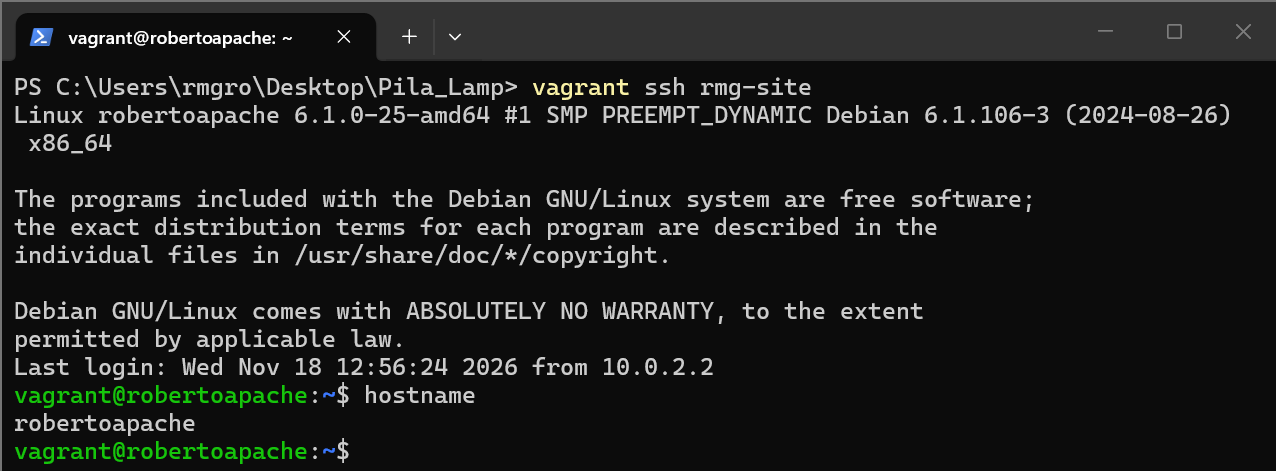 vagrant@robertoapache: ~
PS C:\Users\rmgro\Desktop\Pila_Lamp> vagrant ssh rmg-site
Linux robertoapache 6.1.0-25-amd64 #1 SMP PREEMPT_DYNAMIC Debian 6.1.106-3 (2024-08-26)
 x86_64
The programs included with the Debian GNU/Linux system are free software;
the exact distribution terms for each program are described in the
individual files in /usr/share/doc/*/copyright.
Debian GNU/Linux comes with ABSOLUTELY NO WARRANTY, to the extent
permitted by applicable law.
Last login: Wed Nov 18 12:56:24 2026 from 10.0.2.2
vagrant@robertoapache:~$ hostname
robertoapache
vagrant@robertoapache:~$